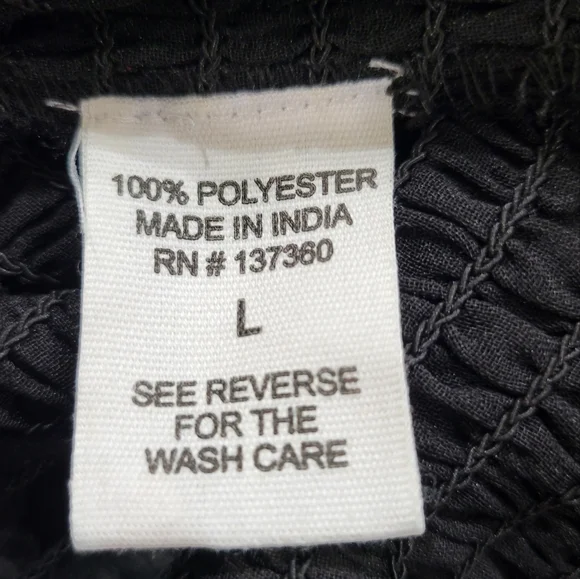 100% POLYESTER
MADE IN INDIA
RN # 137360
L
SEE REVERSE
FOR THE
WASH CARE